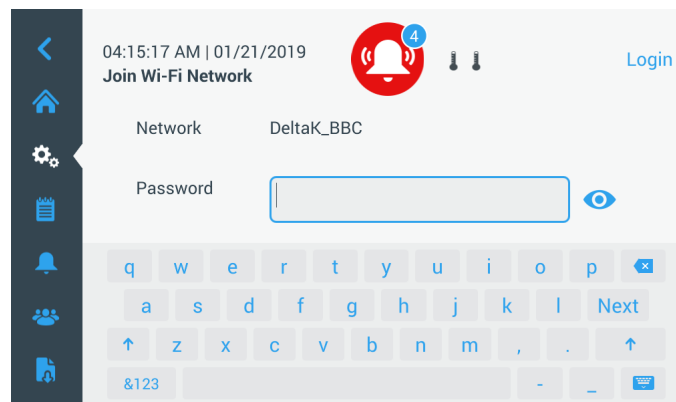 04:15:17 AM | 01/21/2019
4
Login
Join Wi-Fi Network
Network DeltaK_BBC
Password
q w e r t y u i o p
a s d f g h j k l Next
z x c v b n m , .
&123 - _